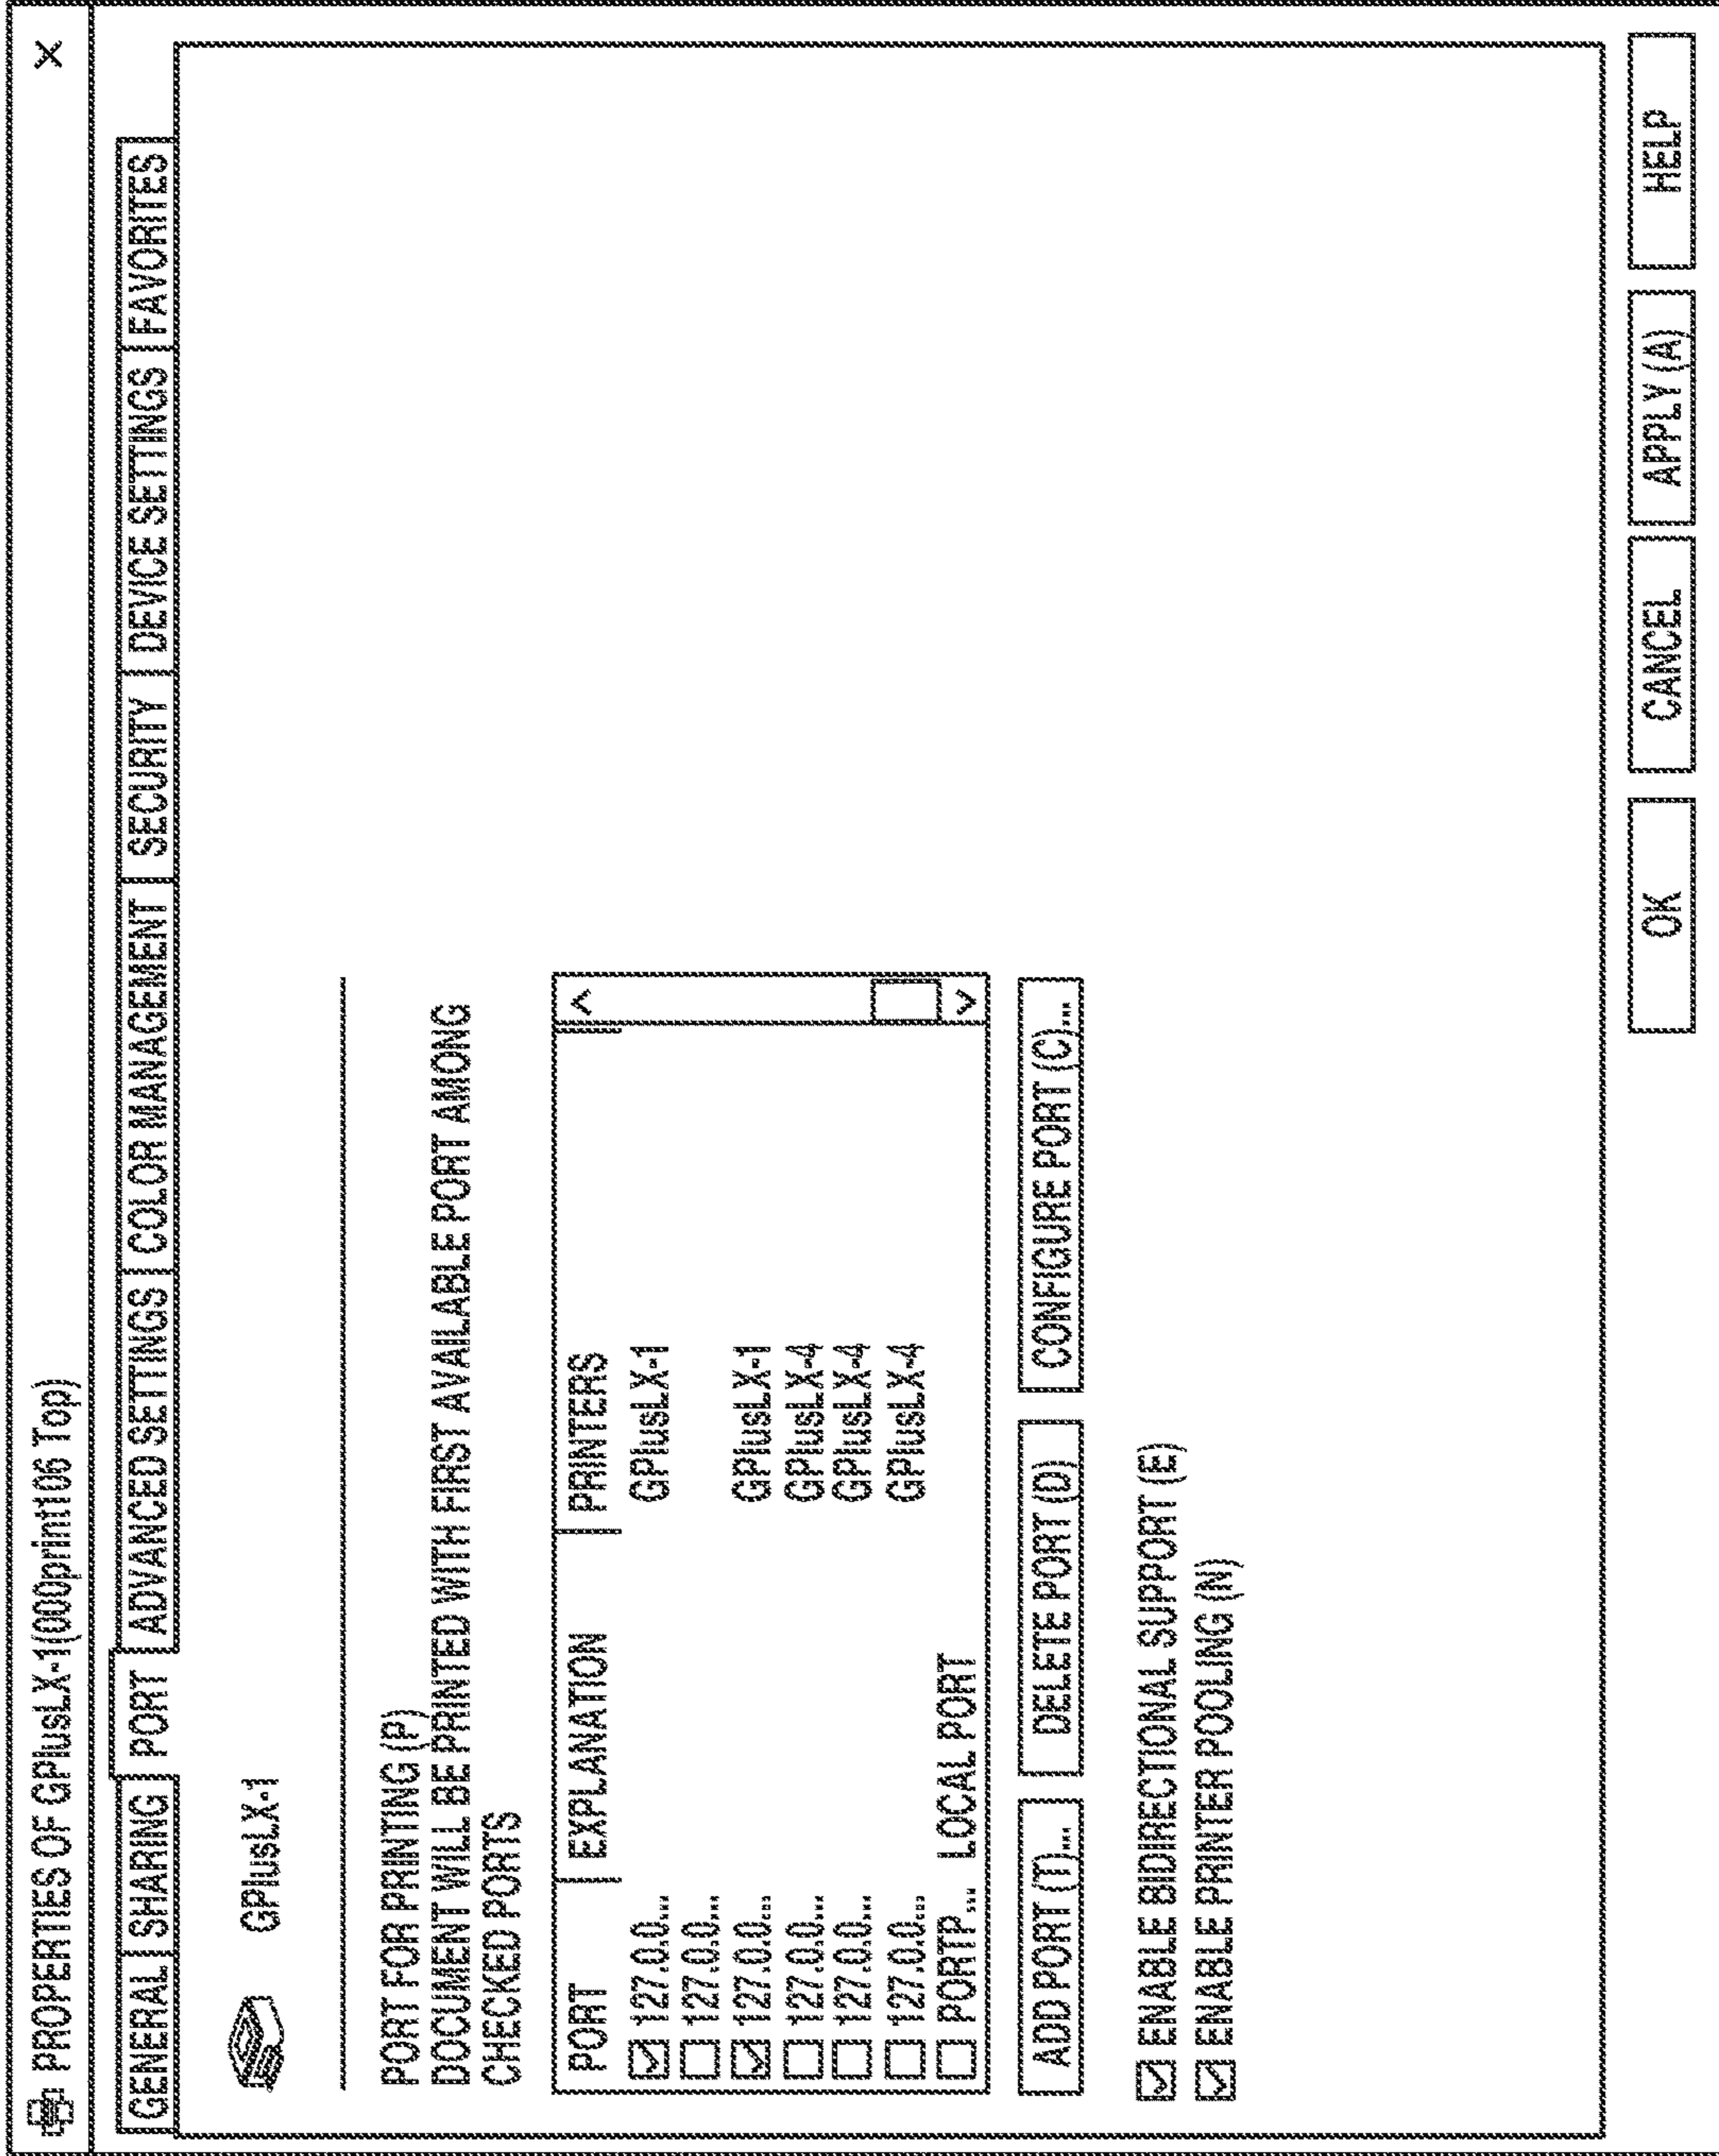 PROPERTIES OF GPlusLX-1(000print106 Top) ×
GENERAL SHARING PORT ADVANCED SETTINGS COLOR MANAGEMENT SECURITY DEVICE SETTINGS FAVORITES
GPlusLX-1
PORT FOR PRINTING (P)
DOCUMENT WILL BE PRINTED WITH FIRST AVAILABLE PORT AMONG
CHECKED PORTS
PORT EXPLANATION PRINTERS
127.0.0... GPlusLX-1
127.0.0...
127.0.0... GPlusLX-1
127.0.0... GPlusLX-4
127.0.0... GPlusLX-4
127.0.0... GPlusLX-4
PORTP... LOCAL PORT
ADD PORT (T)... DELETE PORT (D) CONFIGURE PORT (C)...
ENABLE BIDIRECTIONAL SUPPORT (E)
ENABLE PRINTER POOLING (N)
OK CANCEL APPLY (A) HELP